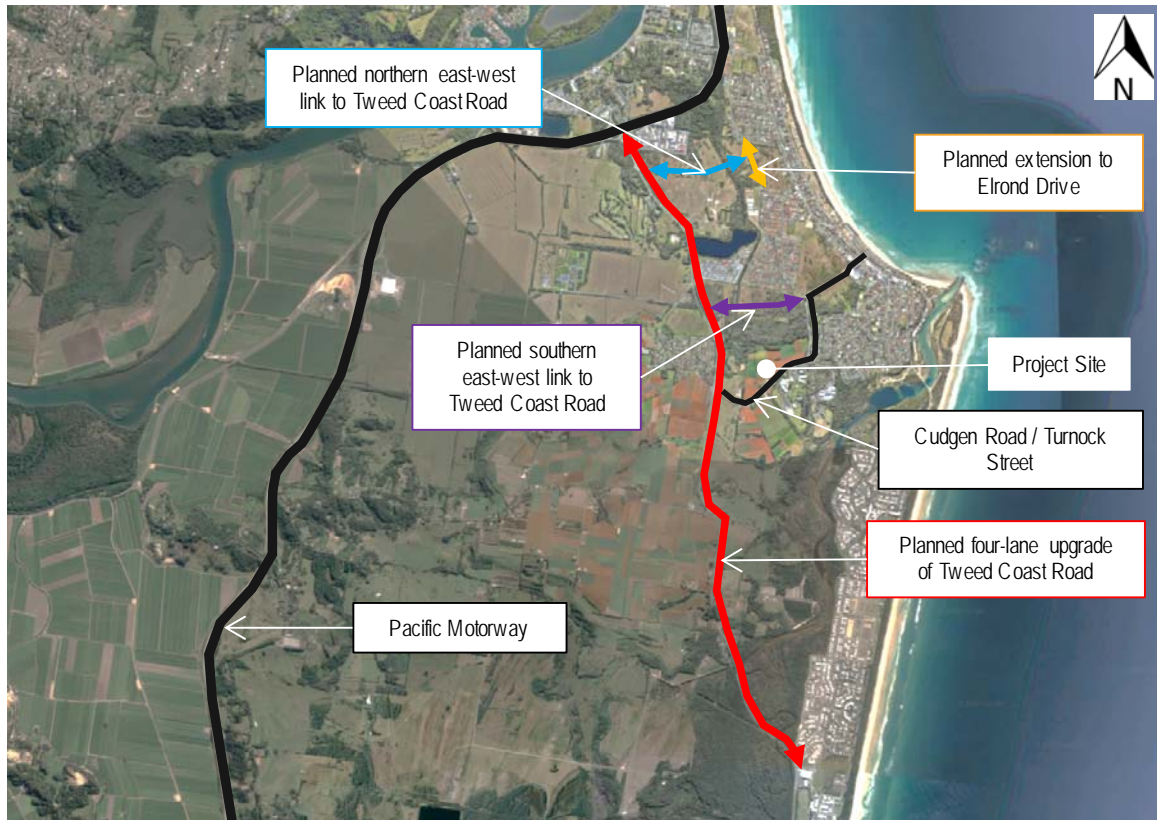 Planned northern east-west
link to Tweed Coast Road
N
Planned extension to
Elrond Drive
Planned southern
east-west link to
Tweed Coast Road
Project Site
Cudgen Road / Turnock
Street
Planned four-lane upgrade
of Tweed Coast Road
Pacific Motorway